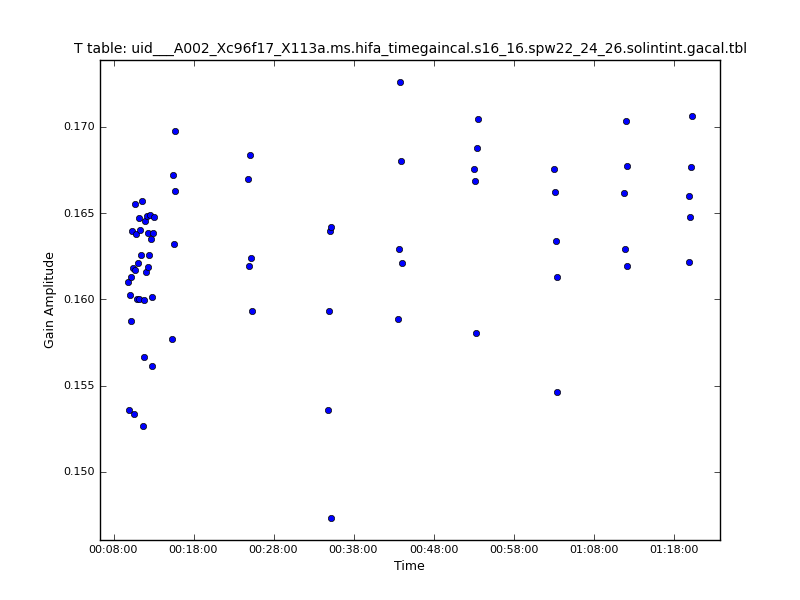 T table: uid___A002_Xc96f17_X113a.ms.hifa_timegaincal.s16_16.spw22_24_26.solintint.gacal.tbl
0.170
0.165
0.160
0.155
0.150
Gain Amplitude
00:08:00 00:18:00 00:28:00 00:38:00 00:48:00 00:58:00 01:08:00 01:18:00
Time